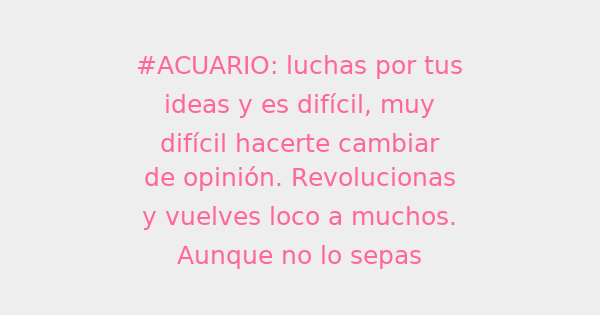 #ACUARIO: luchas por tus
ideas y es difícil, muy
difícil hacerte cambiar
de opinión. Revolucionas
y vuelves loco a muchos.
Aunque no lo sepas